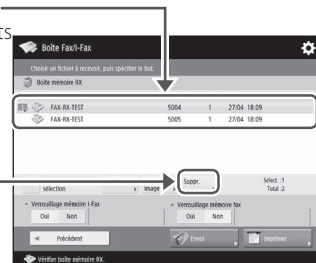 ts
Boîte Fax/I-Fax
Choisir un fichier à recevoir, puis spécifier le but.
Boîte mémoire RX
FAX-RX-TEST 5004 1 27/04 18:09
FAX-RX-TEST 5005 1 27/04 18:09
sélection image Suppr. Sélect. :1
Total :2
Verrouillage mémoire I-Fax Verrouillage mémoire fax
Oui Non Oui Non
Précédent Envoi Imprimer
Vérifier boîte mémoire RX.